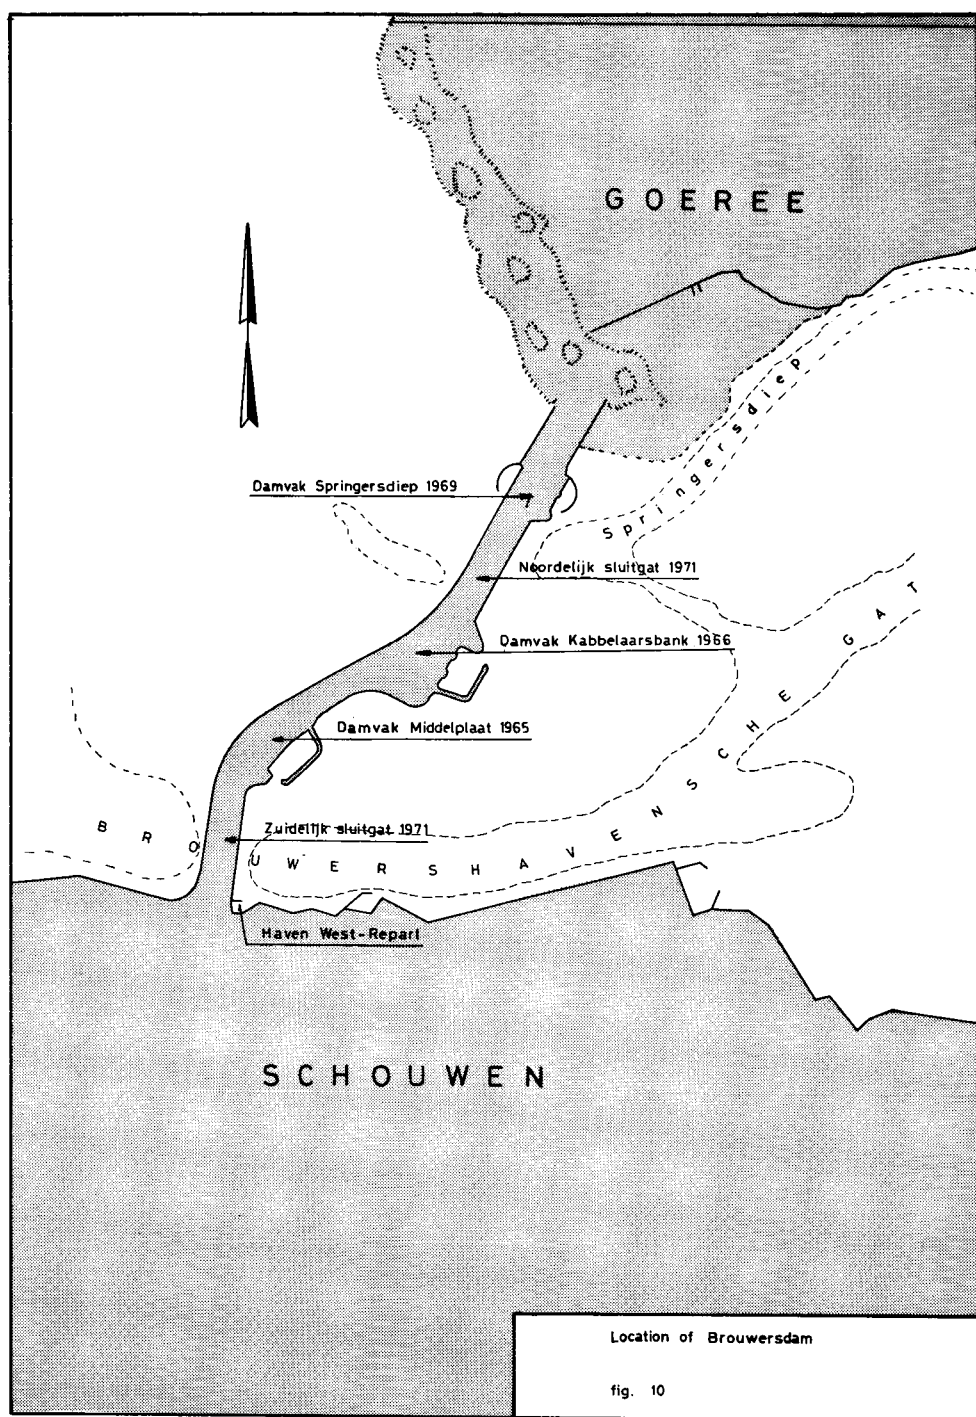 GOEREE
Springersdiep
Damvak Springersdiep 1969
Noordelijk sluitgat 1971
Damvak Kabbelaarsbank 1966
Damvak Middelplaat 1965
Zuidelijk sluitgat 1971
BROUWERSHAVENSCHE GAT
Haven West-Repart
SCHOUWEN
Location of Brouwersdam
fig. 10